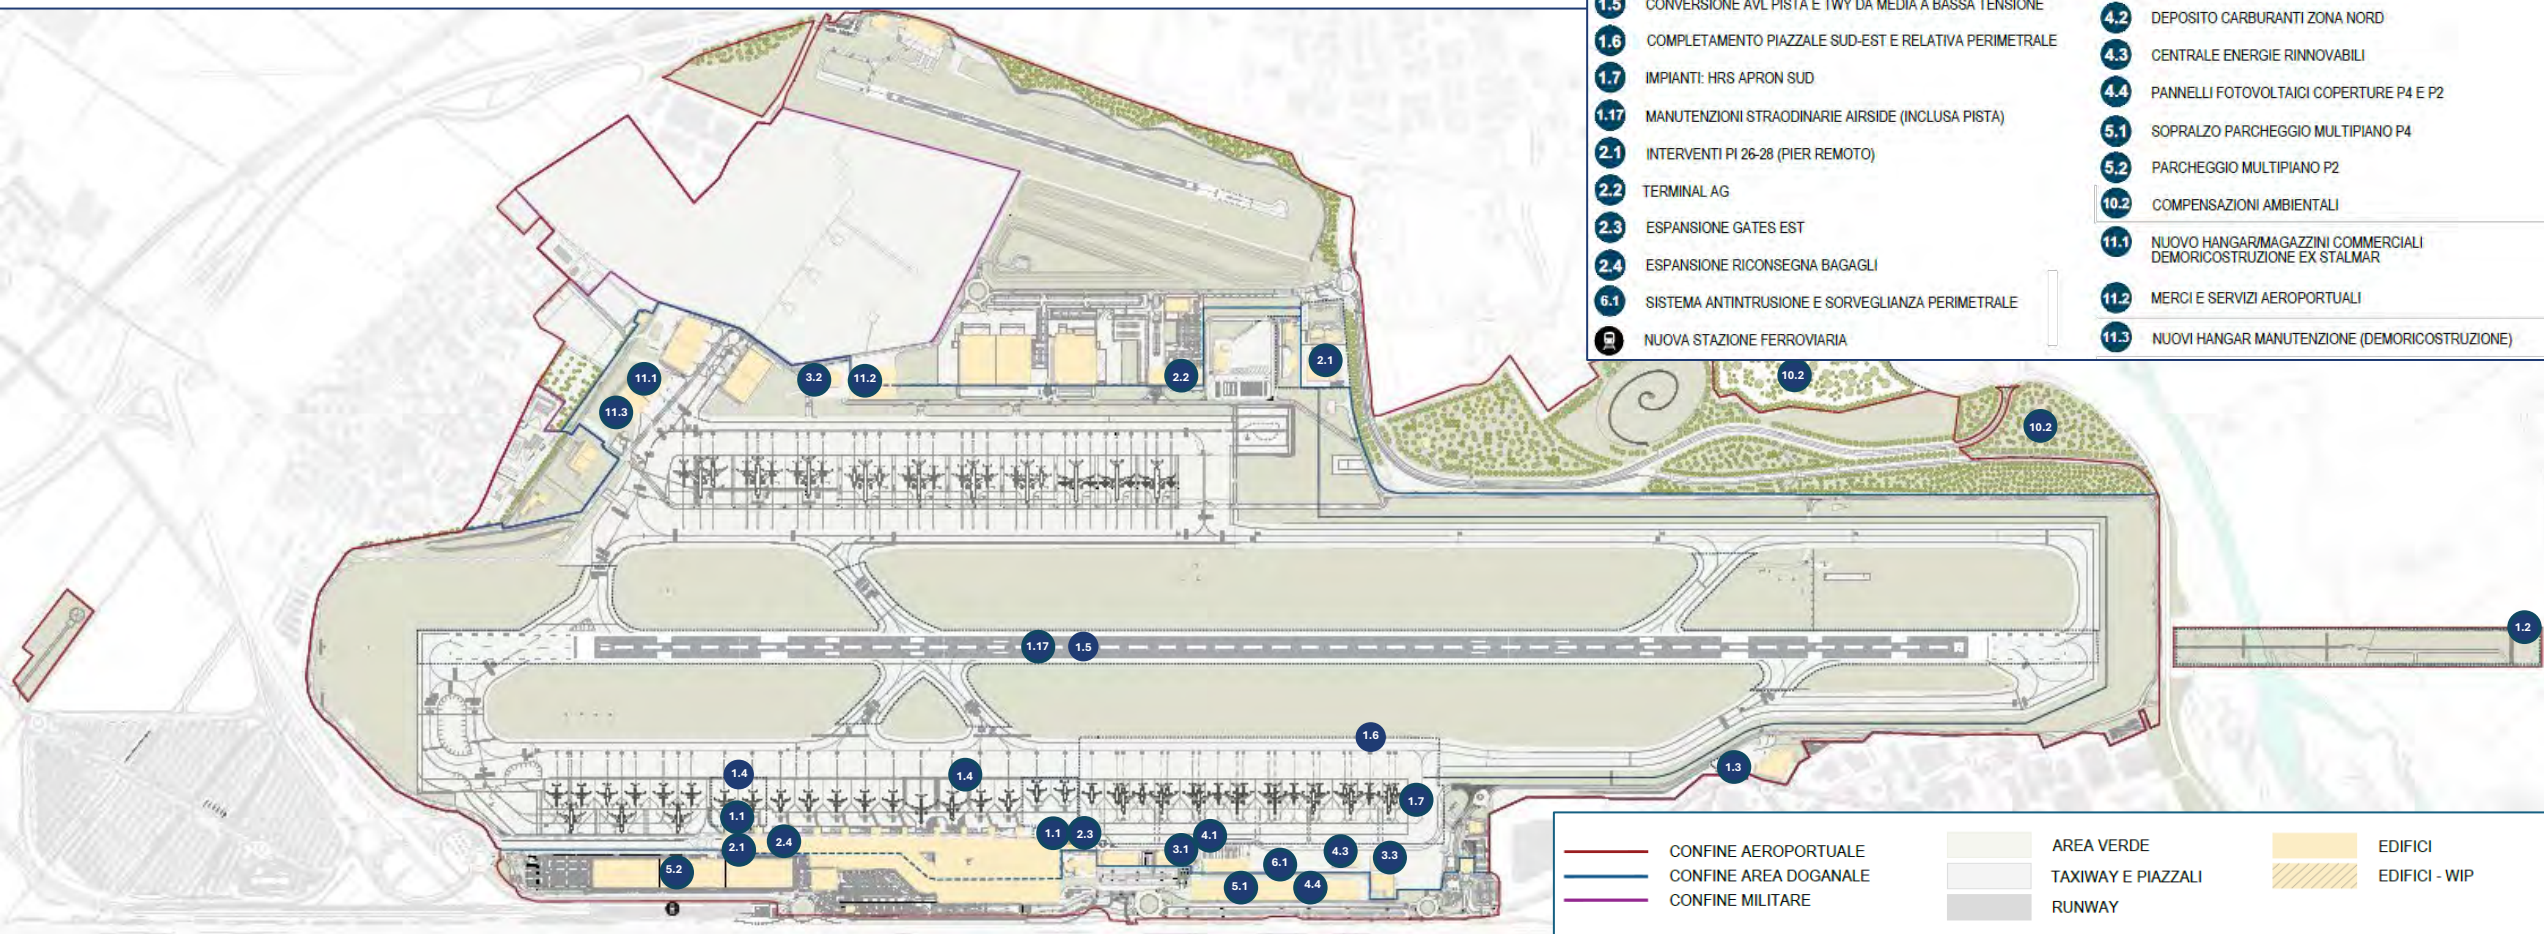 1.5 CONVERSIONE AVL PISTA E TWY DA MEDIA A BASSA TENSIONE
1.6 COMPLETAMENTO PIAZZALE SUD-EST E RELATIVA PERIMETRALE
1.7 IMPIANTI: HRS APRON SUD
1.17 MANUTENZIONI STRAODINARIE AIRSIDE (INCLUSA PISTA)
2.1 INTERVENTI PI 26-28 (PIER REMOTO)
2.2 TERMINAL AG
2.3 ESPANSIONE GATES EST
2.4 ESPANSIONE RICONSEGNA BAGAGLI
6.1 SISTEMA ANTINTRUSIONE E SORVEGLIANZA PERIMETRALE
NUOVA STAZIONE FERROVIARIA
4.2 DEPOSITO CARBURANTI ZONA NORD
4.3 CENTRALE ENERGIE RINNOVABILI
4.4 PANNELLI FOTOVOLTAICI COPERTURE P4 E P2
5.1 SOPRALZO PARCHEGGIO MULTIPIANO P4
5.2 PARCHEGGIO MULTIPIANO P2
10.2 COMPENSAZIONI AMBIENTALI
11.1 NUOVO HANGAR/MAGAZZINI COMMERCIALI
DEMORICOSTRUZIONE EX STALMAR
11.2 MERCI E SERVIZI AEROPORTUALI
11.3 NUOVI HANGAR MANUTENZIONE (DEMORICOSTRUZIONE)
2.1
11.1
3.2
11.2
2.2
10.2
11.3
10.2
1.2
1.17
1.5
1.6
1.4
1.4
1.3
1.7
1.1
1.1
2.3
4.1
2.1
2.4
3.1
4.3
3.3
6.1
5.2
5.1
4.4
CONFINE AEROPORTUALE
CONFINE AREA DOGANALE
CONFINE MILITARE
AREA VERDE
TAXIWAY E PIAZZALI
RUNWAY
EDIFICI
EDIFICI - WIP